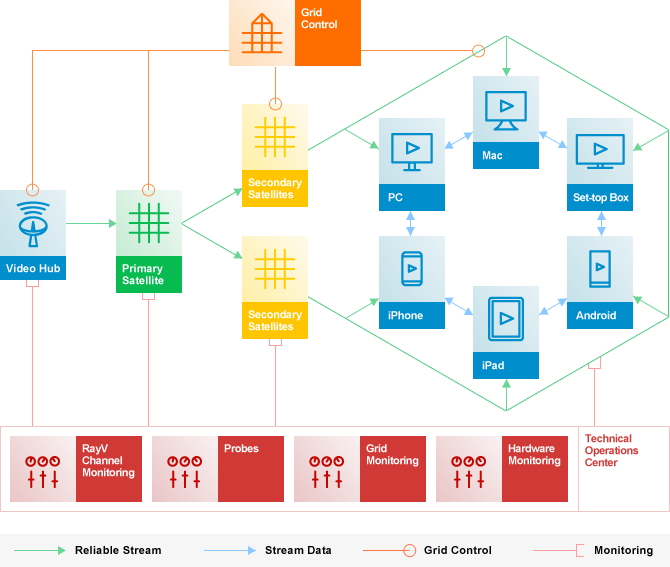 Grid
Control
Mac
PC
Set-top Box
Secondary
Satellites
Video Hub
Primary
Satellite
Secondary
Satellites
iPhone
Android
iPad
RayV
Channel
Monitoring
Probes
Grid
Monitoring
Hardware
Monitoring
Technical
Operations
Center
Reliable Stream
Stream Data
Grid Control
Monitoring